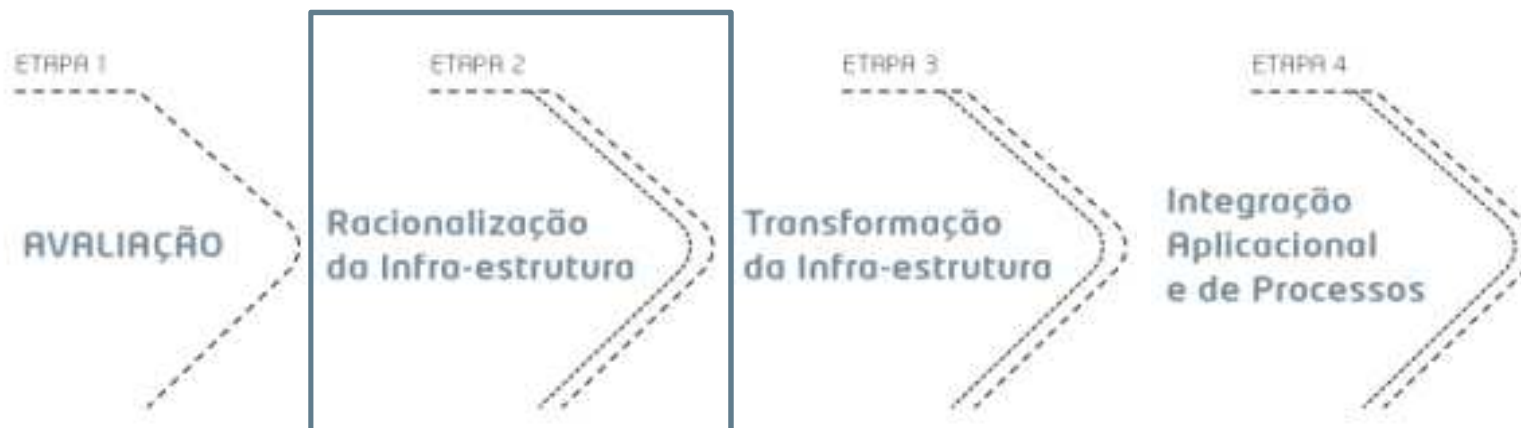 ETAPA 1
AVALIAÇÃO
ETAPA 2
Racionalização
da Infra-estrutura
ETAPA 3
Transformação
da Infra-estrutura
ETAPA 4
Integração
Aplicacional
e de Processos